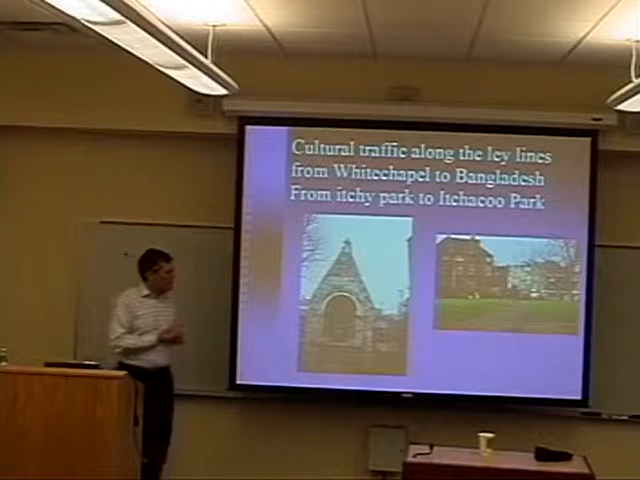 Cultural traffic along the ley lines
from Whitechapel to Bangladesh
From itchy park to Itchacoo Park